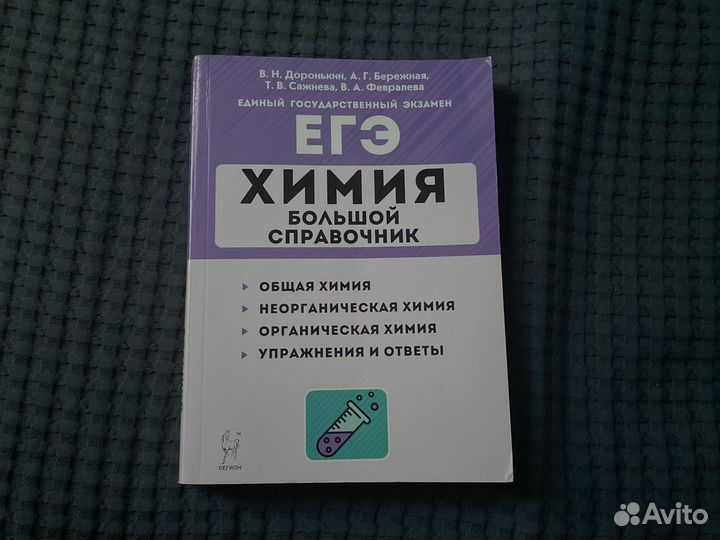 В. Н. Доронькин, А. Г. Бережная,
Т. В. Сажнева, В. А. Февралева
ЕДИНЫЙ ГОСУДАРСТВЕННЫЙ ЭКЗАМЕН
ЕГЭ
ХИМИЯ
БОЛЬШОЙ
СПРАВОЧНИК
ОБЩАЯ ХИМИЯ
НЕОРГАНИЧЕСКАЯ ХИМИЯ
ОРГАНИЧЕСКАЯ ХИМИЯ
УПРАЖНЕНИЯ И ОТВЕТЫ
ЛЕГИОН
Avito